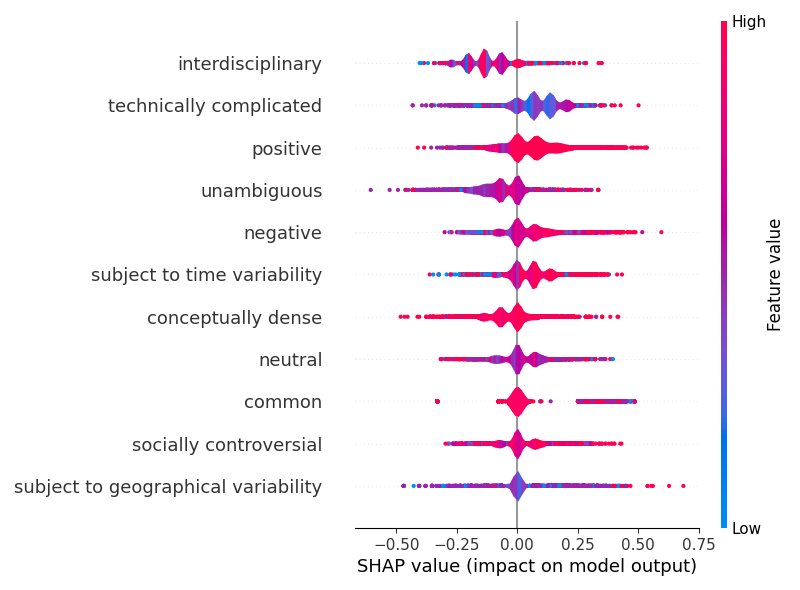 High
interdisciplinary
technically complicated
positive
unambiguous
negative
subject to time variability
conceptually dense
neutral
common
socially controversial
subject to geographical variability
Feature value
Low
−0.50 −0.25 0.00 0.25 0.50 0.75
SHAP value (impact on model output)